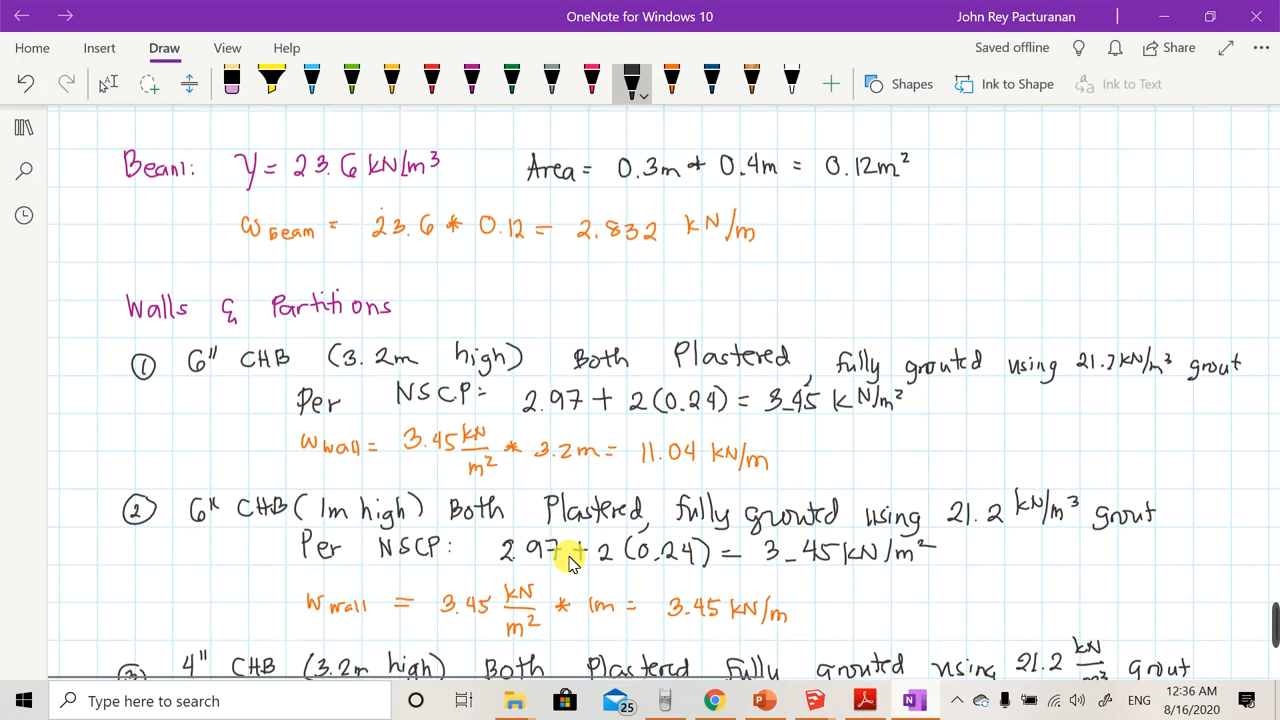 OneNote for Windows 10
John Rey Pacturanan
Home Insert Draw View Help
Saved offline
Share
Shapes
Ink to Shape
Ink to Text
Beam: γ = 23.6 kN/m³ Area = 0.3m * 0.4m = 0.12m²
ω Beam = 23.6 * 0.12 = 2.832 kN/m
Walls & Partitions
① 6" CHB (3.2m high) Both Plastered, fully grouted using 21.2 kN/m³ grout
Per NSCP: 2.97 + 2(0.24) = 3.45 kN/m²
ω wall = 3.45 kN/m² * 3.2m = 11.04 kN/m
② 6" CHB (1m high) Both Plastered, fully grouted using 21.2 kN/m³ grout
Per NSCP: 2.97 + 2(0.24) = 3.45 kN/m²
ω wall = 3.45 kN/m² * 1m = 3.45 kN/m
③ 4" CHB (3.2m high) Both Plastered fully grouted using 21.2 kN/m³ grout
Type here to search
25
ENG
12:36 AM
8/16/2020